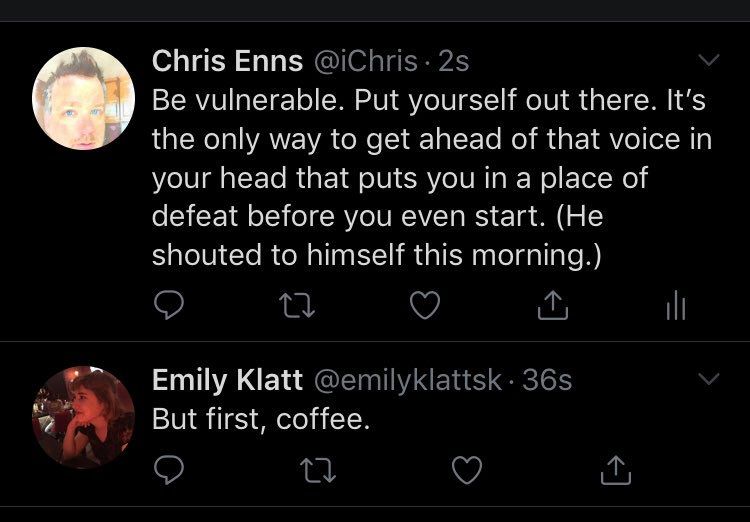 Chris Enns @iChris · 2s
Be vulnerable. Put yourself out there. It’s
the only way to get ahead of that voice in
your head that puts you in a place of
defeat before you even start. (He
shouted to himself this morning.)
Emily Klatt @emilyklattsk · 36s
But first, coffee.